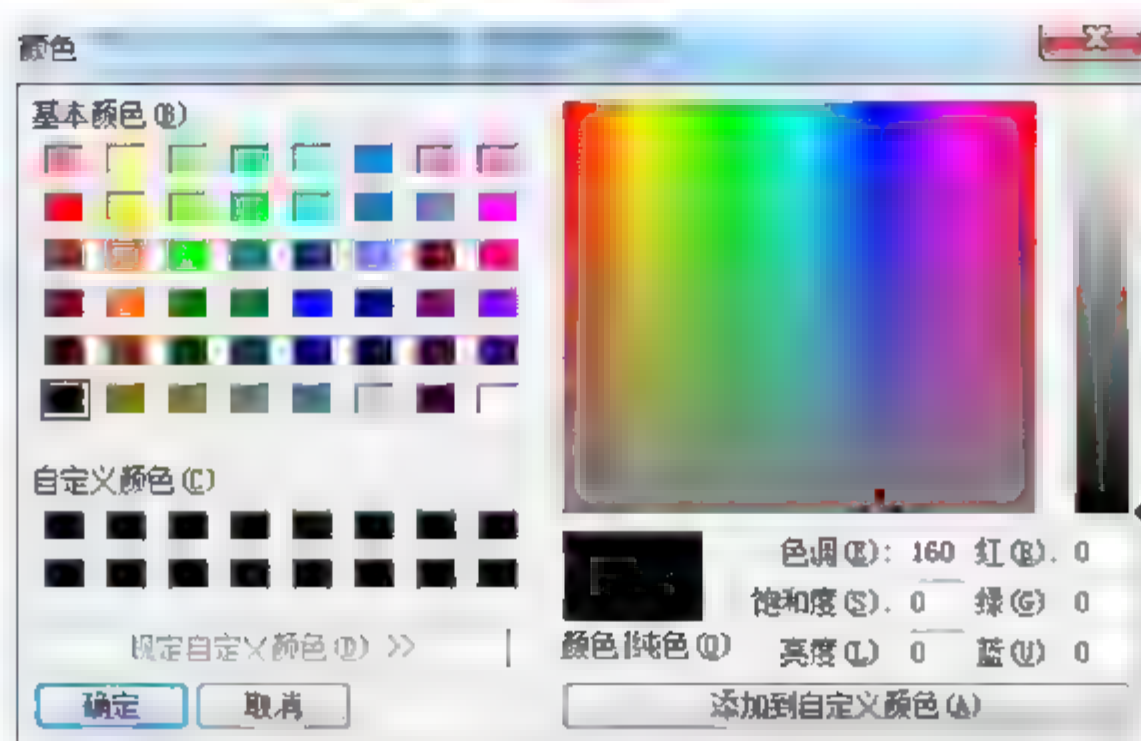 颜色
基本颜色(B)
自定义颜色(C)
规定自定义颜色(D) >>
确定 取消
色调(E): 160 红(R). 0
饱和度(S). 0 绿(G) 0
颜色|纯色(O) 亮度(L) 0 蓝(U) 0
添加到自定义颜色(A)